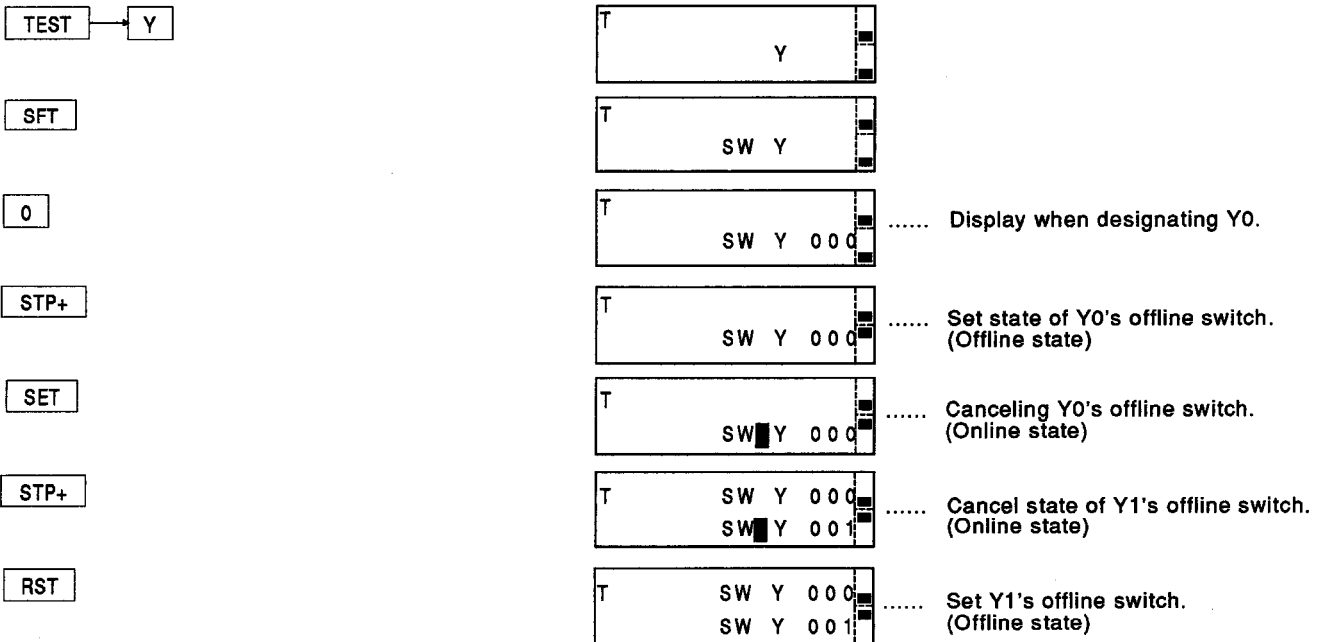 TEST Y
T
Y
SFT
T
SW Y
0
T
SW Y 000
...... Display when designating Y0.
STP+
T
SW Y 000
...... Set state of Y0's offline switch.
(Offline state)
SET
T
SW Y 000
...... Canceling Y0's offline switch.
(Online state)
STP+
T SW Y 000
SW Y 001
...... Cancel state of Y1's offline switch.
(Online state)
RST
T SW Y 000
SW Y 001
...... Set Y1's offline switch.
(Offline state)